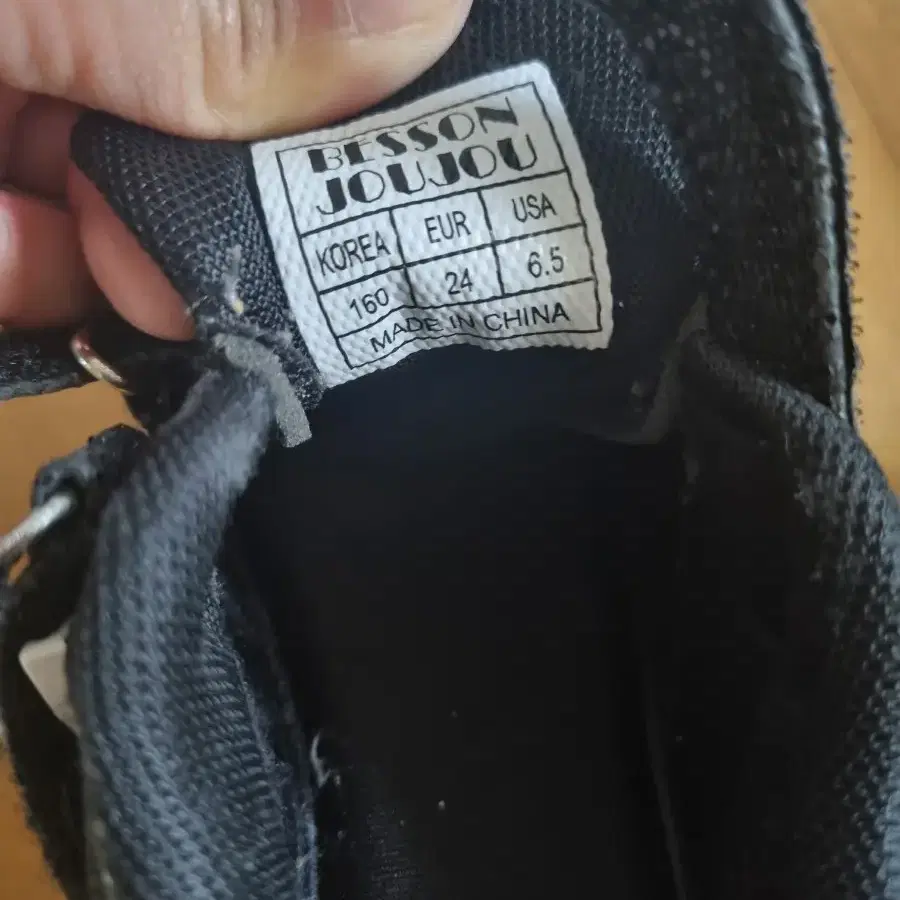 BESSON
JOUJOU
KOREA EUR USA
160 24 6.5
MADE IN CHINA